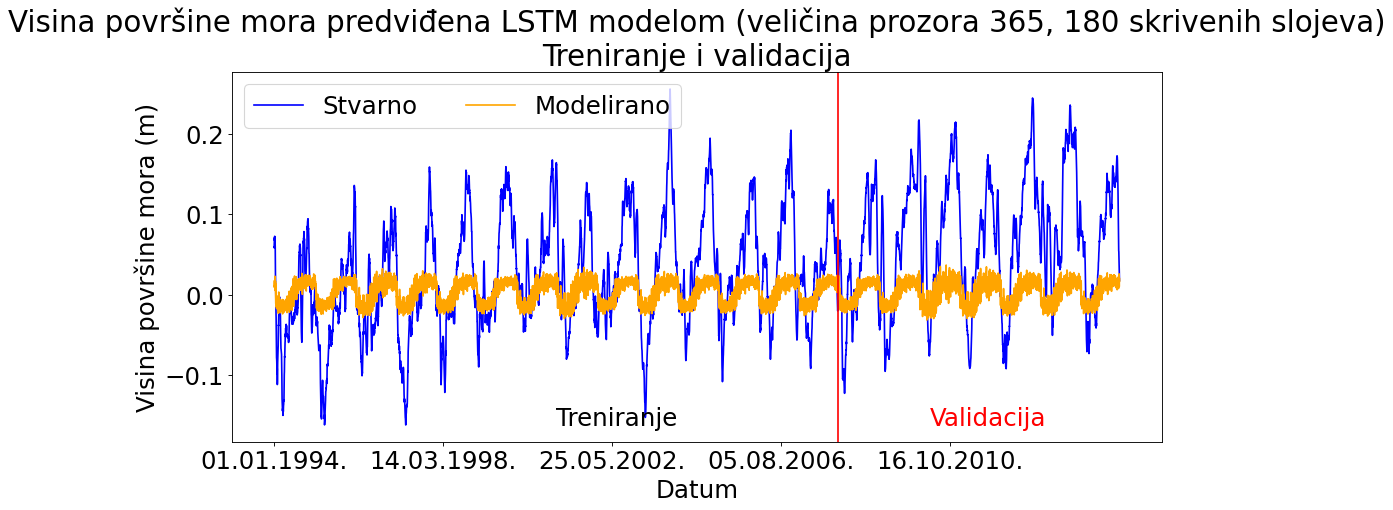 Visina površine mora predviđena LSTM modelom (veličina prozora 365, 180 skrivenih slojeva)
Treniranje i validacija
Stvarno
Modelirano
Visina površine mora (m)
0.2
0.1
0.0
−0.1
Treniranje
Validacija
01.01.1994.
14.03.1998.
25.05.2002.
05.08.2006.
16.10.2010.
Datum